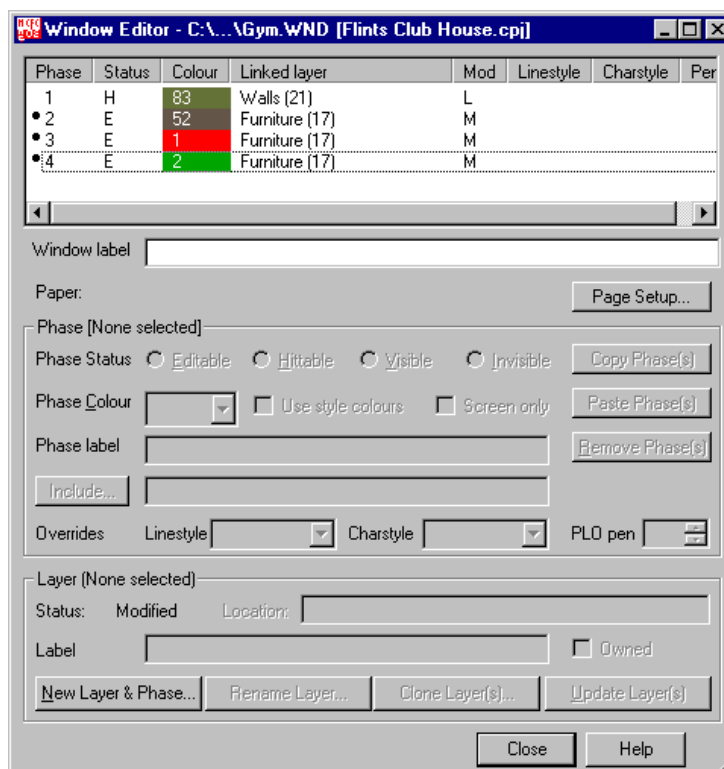 Window Editor - C:\...\Gym.WND [Flints Club House.cpj]
Phase Status Colour Linked layer Mod Linestyle Charstyle Per
1 H 83 Walls (21) L
•2 E 52 Furniture (17) M
•3 E 1 Furniture (17) M
•4 E 2 Furniture (17) M
Window label
Paper: Page Setup...
Phase [None selected]
Phase Status Editable Hittable Visible Invisible Copy Phase(s)
Phase Colour Use style colours Screen only Paste Phase(s)
Phase label Remove Phase(s)
Include...
Overrides Linestyle Charstyle PLO pen
Layer (None selected)
Status: Modified Location:
Label Owned
New Layer & Phase... Rename Layer... Clone Layer(s)... Update Layer(s)
Close Help